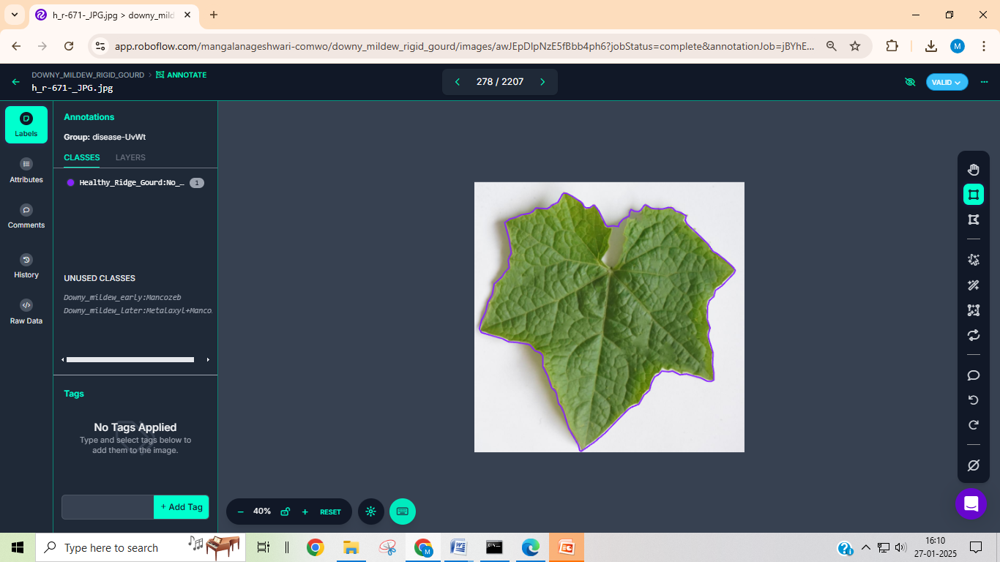 h_r-671-_JPG.jpg > downy_mild
app.roboflow.com/mangalanageshwari-comwo/downy_mildew_rigid_gourd/images/awJEpDlpNzE5fBbb4ph6?jobStatus=complete&annotationJob=jBYhE...
M
DOWNY_MILDEW_RIGID_GOURD > ANNOTATE
h_r-671-_JPG.jpg
278 / 2207
VALID
Labels
Attributes
Comments
History
Raw Data
Annotations
Group: disease-UvWt
CLASSES LAYERS
Healthy_Ridge_Gourd:No_… 1
UNUSED CLASSES
Downy_mildew_early:Mancozeb
Downy_mildew_later:Metalaxyl+Manco
Tags
No Tags Applied
Type and select tags below to
add them to the image.
+ Add Tag
40% RESET
Type here to search
16:10
27-01-2025